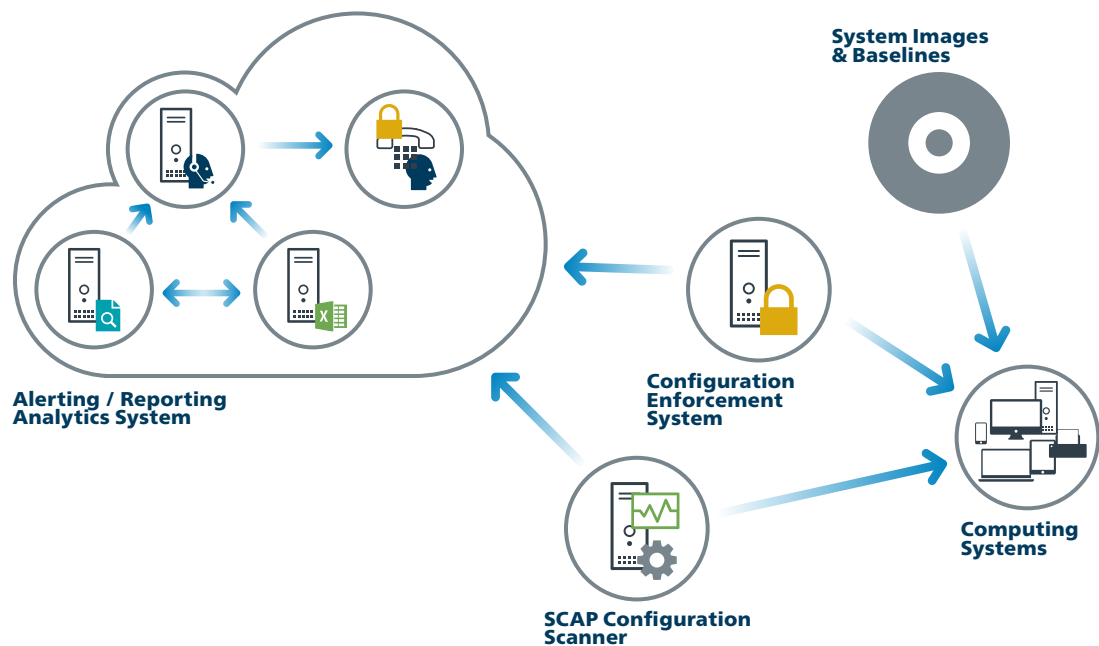 System Images
& Baselines
Alerting / Reporting
Analytics System
Configuration
Enforcement
System
Computing
Systems
SCAP Configuration
Scanner
X